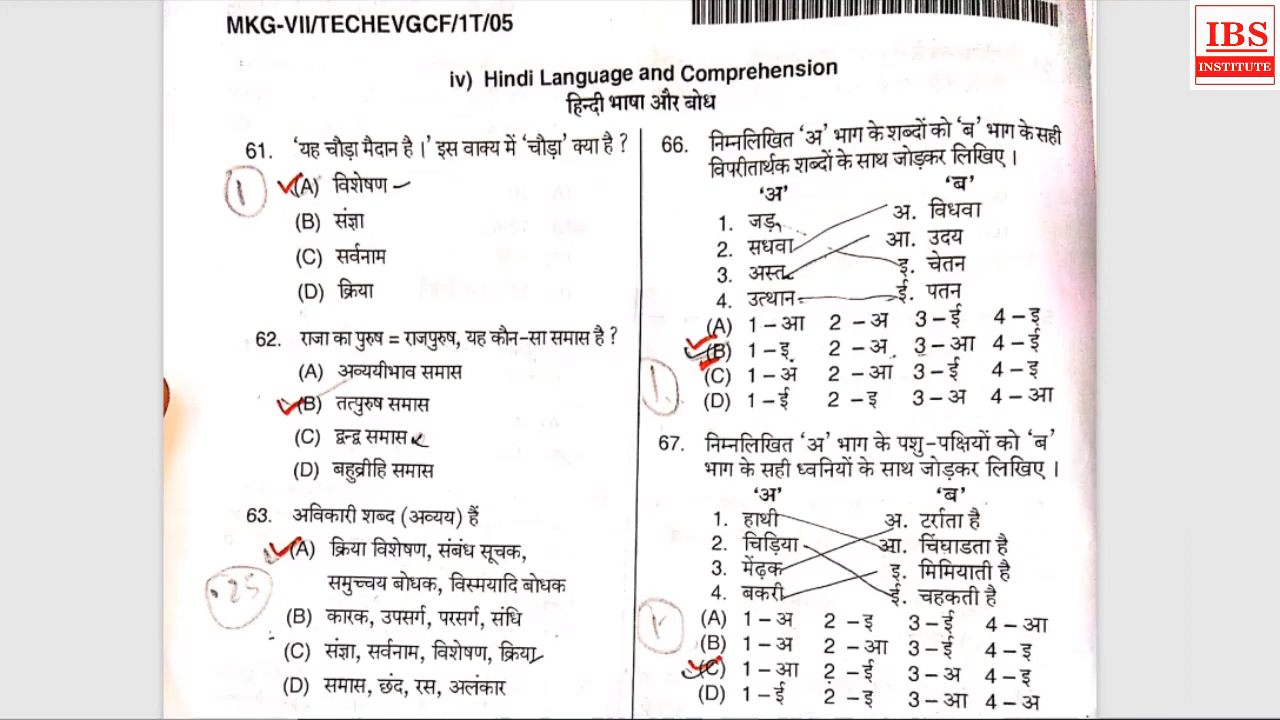 MKG-VII/TECHEVGCF/1T/05
IBS
INSTITUTE
iv) Hindi Language and Comprehension
हिन्दी भाषा और बोध
61. 'यह चौड़ा मैदान है।' इस वाक्य में 'चौड़ा' क्या है ?
1
(A) विशेषण
(B) संज्ञा
(C) सर्वनाम
(D) क्रिया
62. राजा का पुरुष = राजपुरुष, यह कौन-सा समास है ?
(A) अव्ययीभाव समास
(B) तत्पुरुष समास
(C) द्वन्द्व समास
(D) बहुव्रीहि समास
63. अविकारी शब्द (अव्यय) हैं
(A) क्रिया विशेषण, संबंध सूचक,
समुच्चय बोधक, विस्मयादि बोधक
.25
(B) कारक, उपसर्ग, परसर्ग, संधि
(C) संज्ञा, सर्वनाम, विशेषण, क्रिया
(D) समास, छंद, रस, अलंकार
66. निम्नलिखित 'अ' भाग के शब्दों को 'ब' भाग के सही
विपरीतार्थक शब्दों के साथ जोड़कर लिखिए ।
'अ' 'ब'
1. जड़ अ. विधवा
2. सधवा आ. उदय
3. अस्त इ. चेतन
4. उत्थान ई. पतन
(A) 1 – आ 2 – अ 3 – ई 4 – इ
(B) 1 – इ 2 – अ 3 – आ 4 – ई
(C) 1 – अ 2 – आ 3 – ई 4 – इ
1
(D) 1 – ई 2 – इ 3 – अ 4 – आ
67. निम्नलिखित 'अ' भाग के पशु-पक्षियों को 'ब'
भाग के सही ध्वनियों के साथ जोड़कर लिखिए ।
'अ' 'ब'
1. हाथी अ. टर्राता है
2. चिड़िया आ. चिंघाडता है
3. मेंढ़क इ. मिमियाती है
4. बकरी ई. चहकती है
(A) 1 – अ 2 – इ 3 – ई 4 – आ
(B) 1 – अ 2 – आ 3 – ई 4 – इ
(C) 1 – आ 2 – ई 3 – अ 4 – इ
(D) 1 – ई 2 – इ 3 – आ 4 – अ